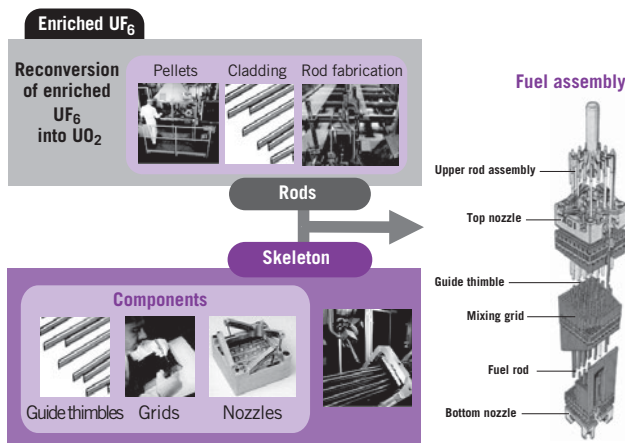 Enriched UF6
Reconversion
of enriched
UF6
into UO2
Pellets
Cladding
Rod fabrication
Rods
Skeleton
Components
Guide thimbles
Grids
Nozzles
Fuel assembly
Upper rod assembly
Top nozzle
Guide thimble
Mixing grid
Fuel rod
Bottom nozzle